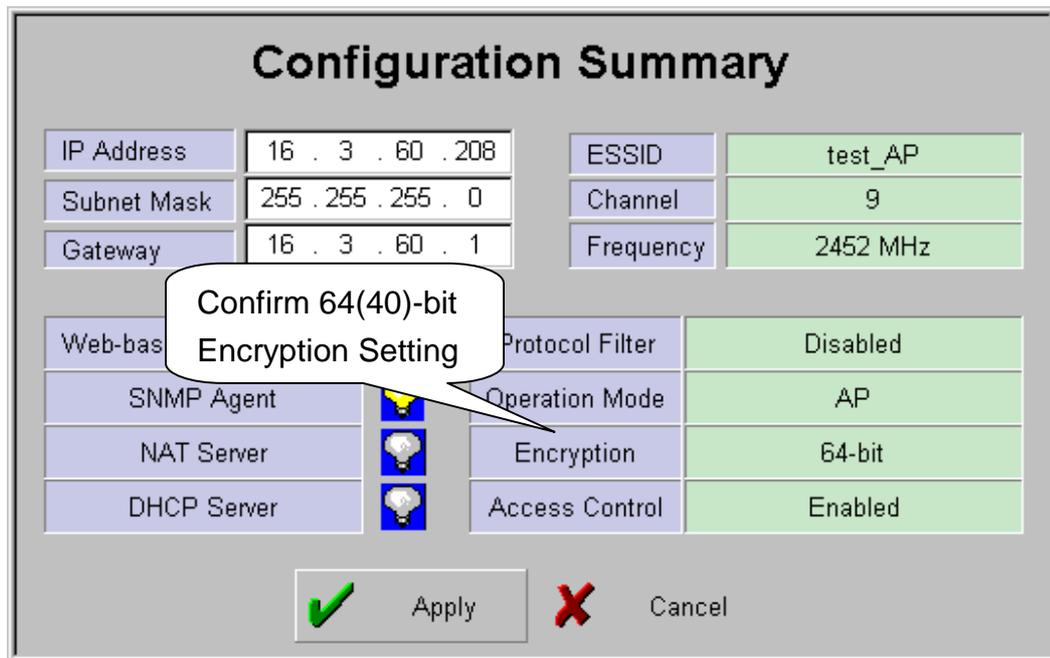 Configuration Summary
IP Address 16 . 3 . 60 . 208
Subnet Mask 255 . 255 . 255 . 0
Gateway 16 . 3 . 60 . 1
ESSID test_AP
Channel 9
Frequency 2452 MHz
Confirm 64(40)-bit
Encryption Setting
SNMP Agent
NAT Server
DHCP Server
Protocol Filter Disabled
Operation Mode AP
Encryption 64-bit
Access Control Enabled
Apply Cancel